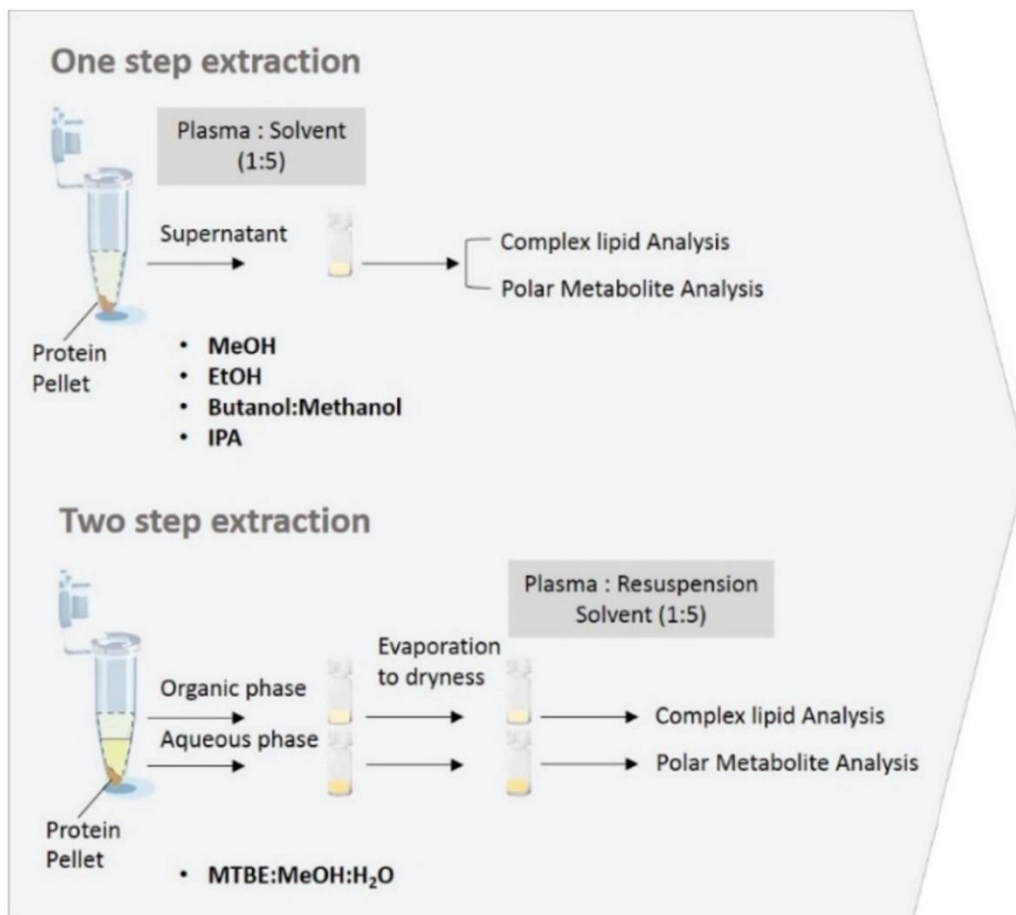 One step extraction
Plasma : Solvent
(1:5)
Supernatant
Complex lipid Analysis
Polar Metabolite Analysis
Protein
Pellet
• MeOH
• EtOH
• Butanol:Methanol
• IPA
Two step extraction
Plasma : Resuspension
Solvent (1:5)
Evaporation
to dryness
Organic phase
Complex lipid Analysis
Aqueous phase
Polar Metabolite Analysis
Protein
Pellet
• MTBE:MeOH:H₂O